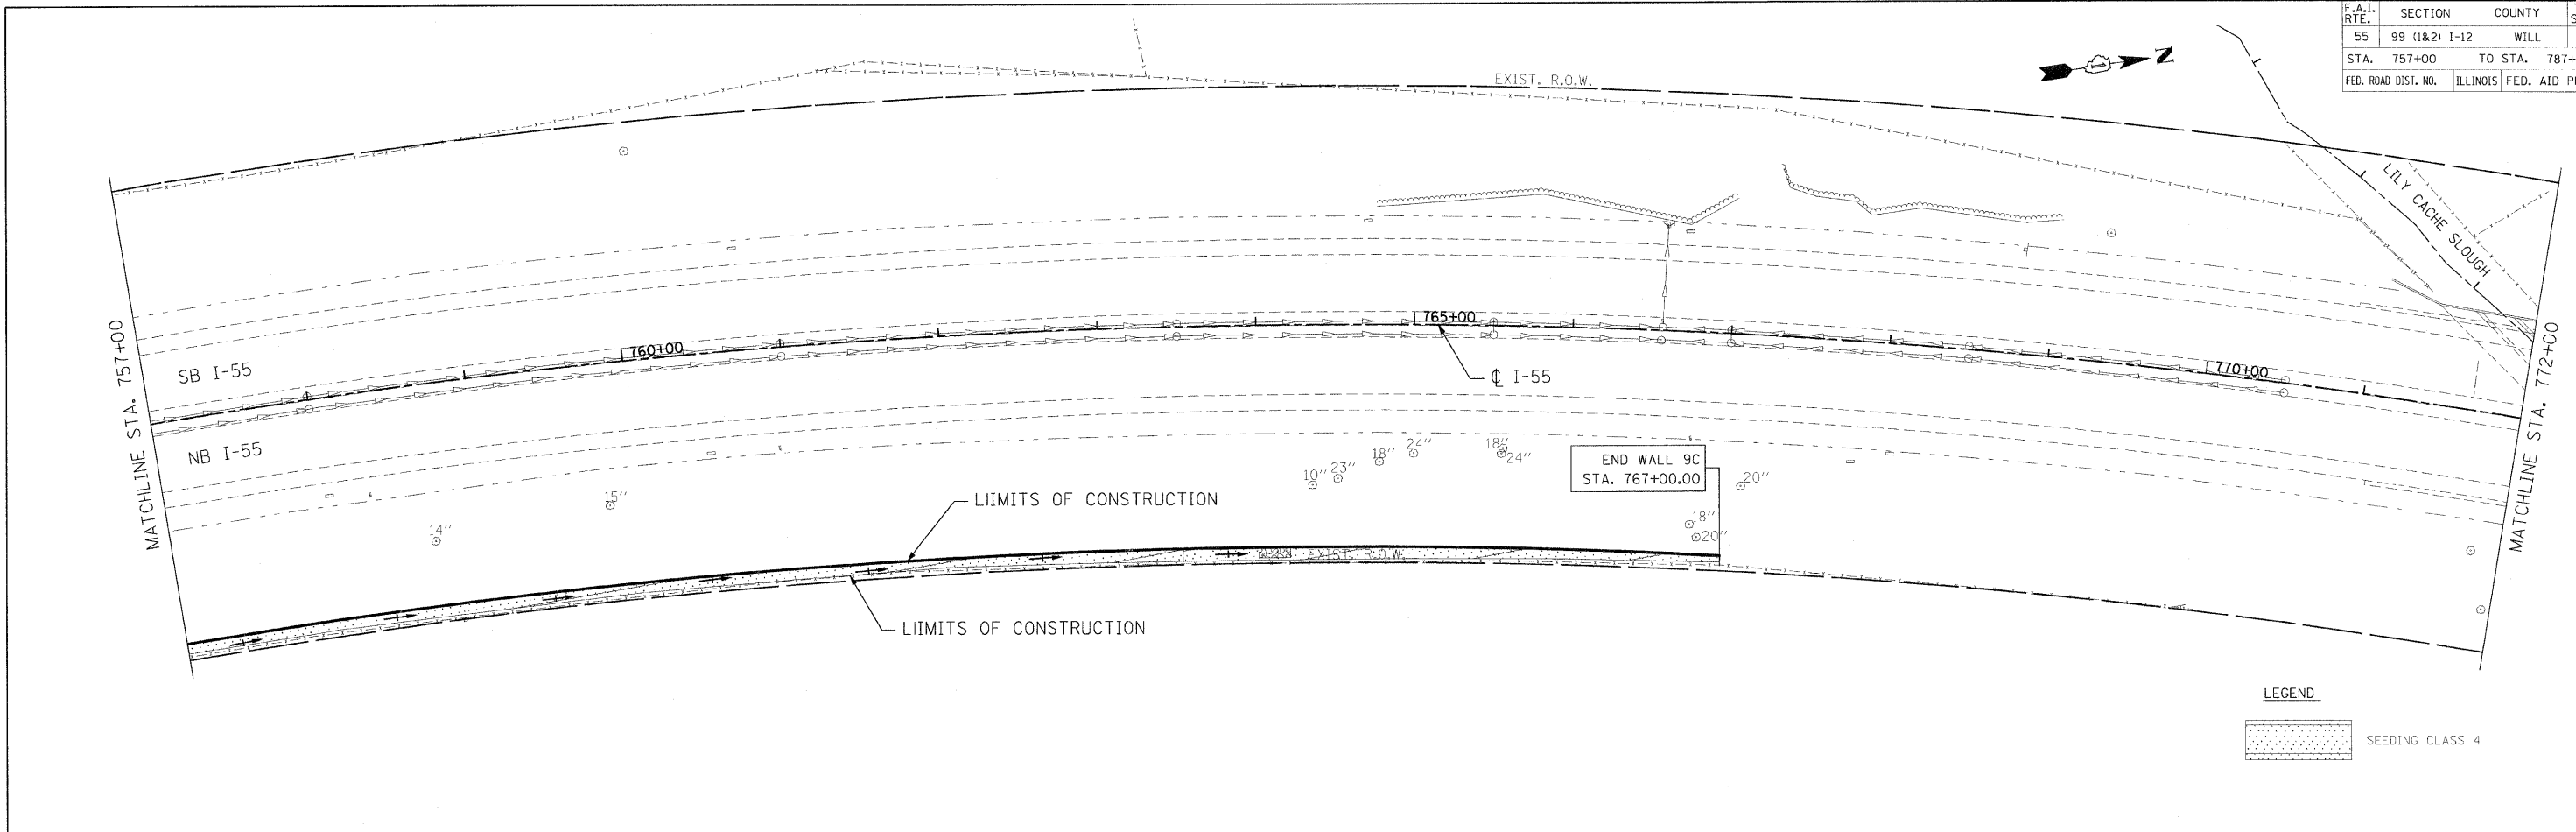 F.A.I. RTE. SECTION COUNTY
55 99 (1&2) I-12 WILL
STA. 757+00 TO STA. 787+
FED. ROAD DIST. NO. ILLINOIS FED. AID
N
EXIST. R.O.W.
LILY CACHE SLOUGH
MATCHLINE STA. 757+00
SB I-55
NB I-55
760+00
765+00
770+00
℄ I-55
MATCHLINE STA. 772+00
14"
15"
10"
23"
18"
24"
18"
24"
END WALL 9C
STA. 767+00.00
20"
18"
20"
LIIMITS OF CONSTRUCTION
EXIST. R.O.W.
LIIMITS OF CONSTRUCTION
LEGEND
SEEDING CLASS 4